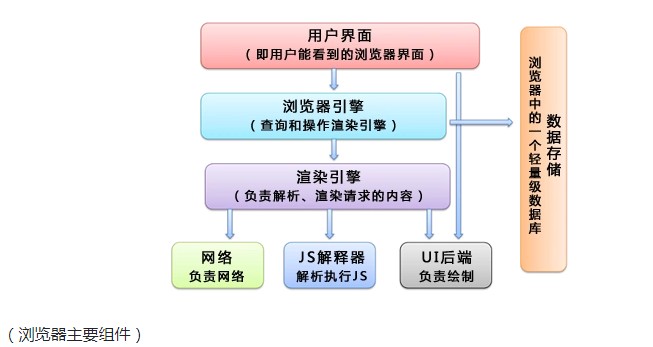 用户界面
（即用户能看到的浏览器界面）
浏览器引擎
（查询和操作渲染引擎）
渲染引擎
（负责解析、渲染请求的内容）
网络
负责网络
JS解释器
解析执行JS
UI后端
负责绘制
数据存储
浏览器中的一个轻量级数据库
（浏览器主要组件）